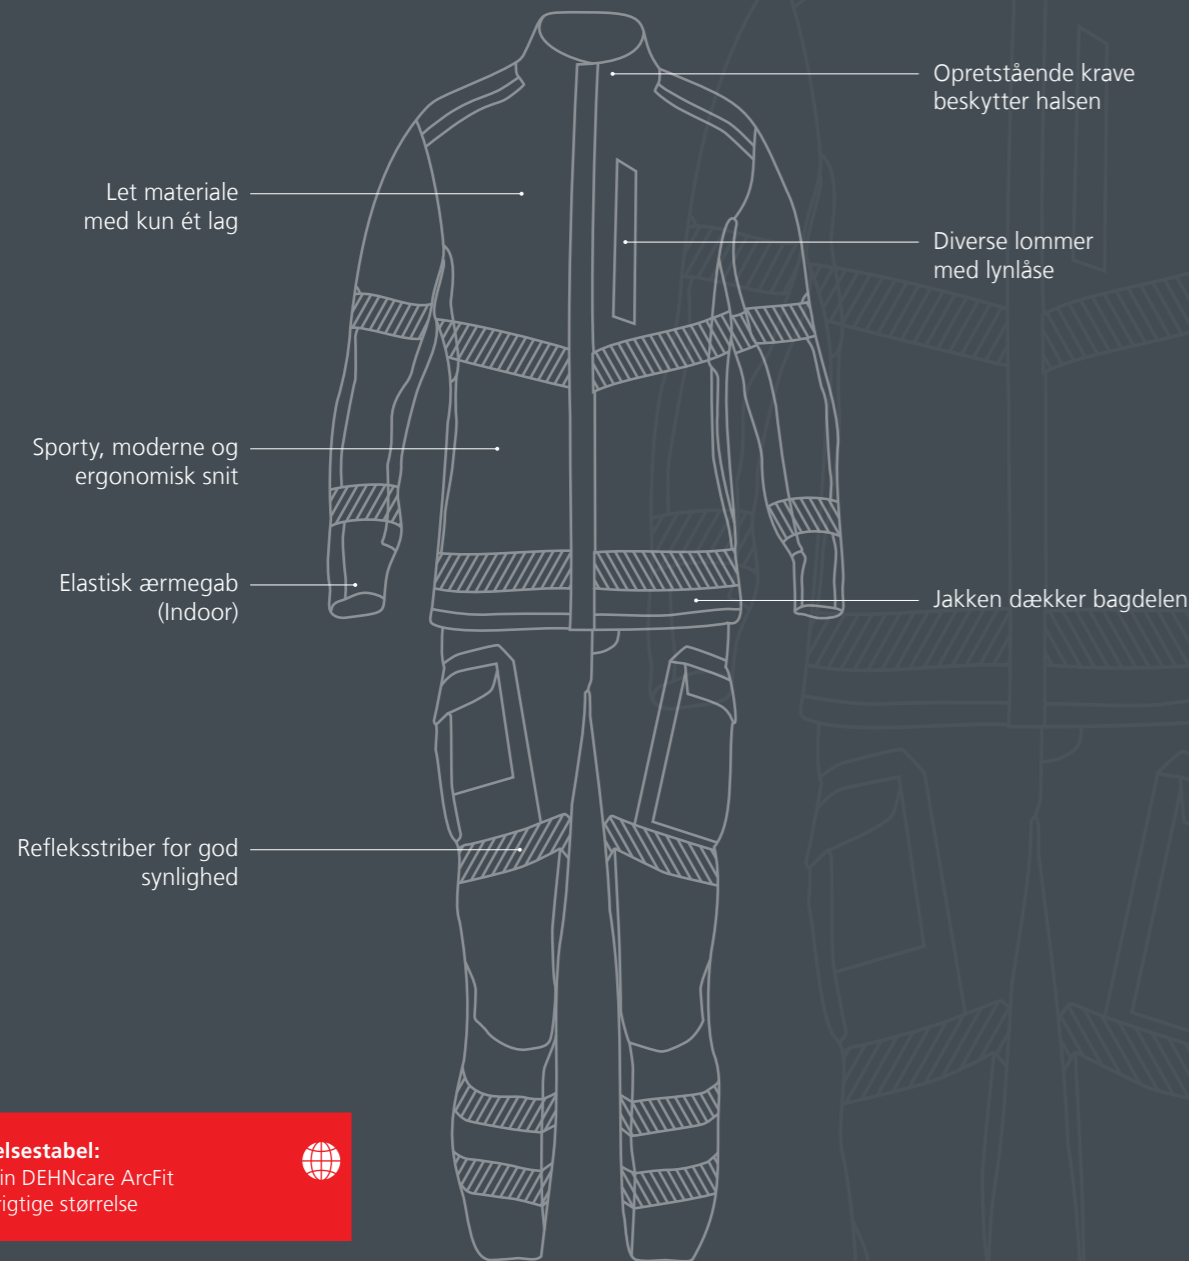 Opretstående krave
beskytter halsen
Let materiale
med kun ét lag
Diverse lommer
med lynlåse
Sporty, moderne og
ergonomisk snit
Elastisk ærmegab
(Indoor)
Jakken dækker bagdelen
Refleksstriber for god
synlighed
elsestabel:
in DEHNcare ArcFit
rigtige størrelse